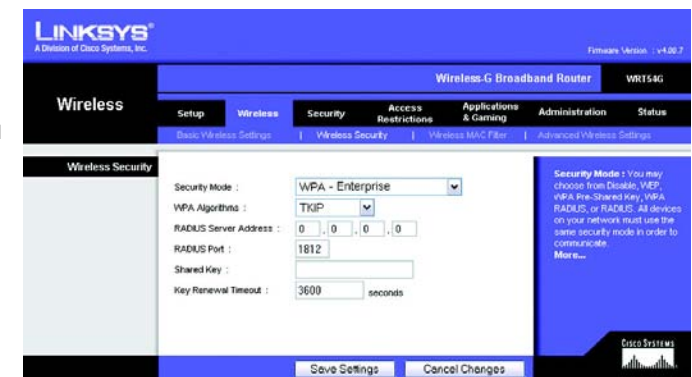 LINKSYS®
A Division of Cisco Systems, Inc.
Firmware Version : v4.00.7
Wireless-G Broadband Router WRT54G
Wireless
Setup Wireless Security Access Restrictions Applications & Gaming Administration Status
Basic Wireless Settings | Wireless Security | Wireless MAC Filter | Advanced Wireless Settings
Wireless Security
Security Mode : WPA - Enterprise
WPA Algorithms : TKIP
RADIUS Server Address : 0 . 0 . 0 . 0
RADIUS Port : 1812
Shared Key :
Key Renewal Timeout : 3600 seconds
Security Mode : You may
choose from Disable, WEP,
WPA Pre-Shared Key, WPA
RADIUS, or RADIUS. All devices
on your network must use the
same security mode in order to
communicate.
More...
CISCO SYSTEMS
Save Settings Cancel Changes